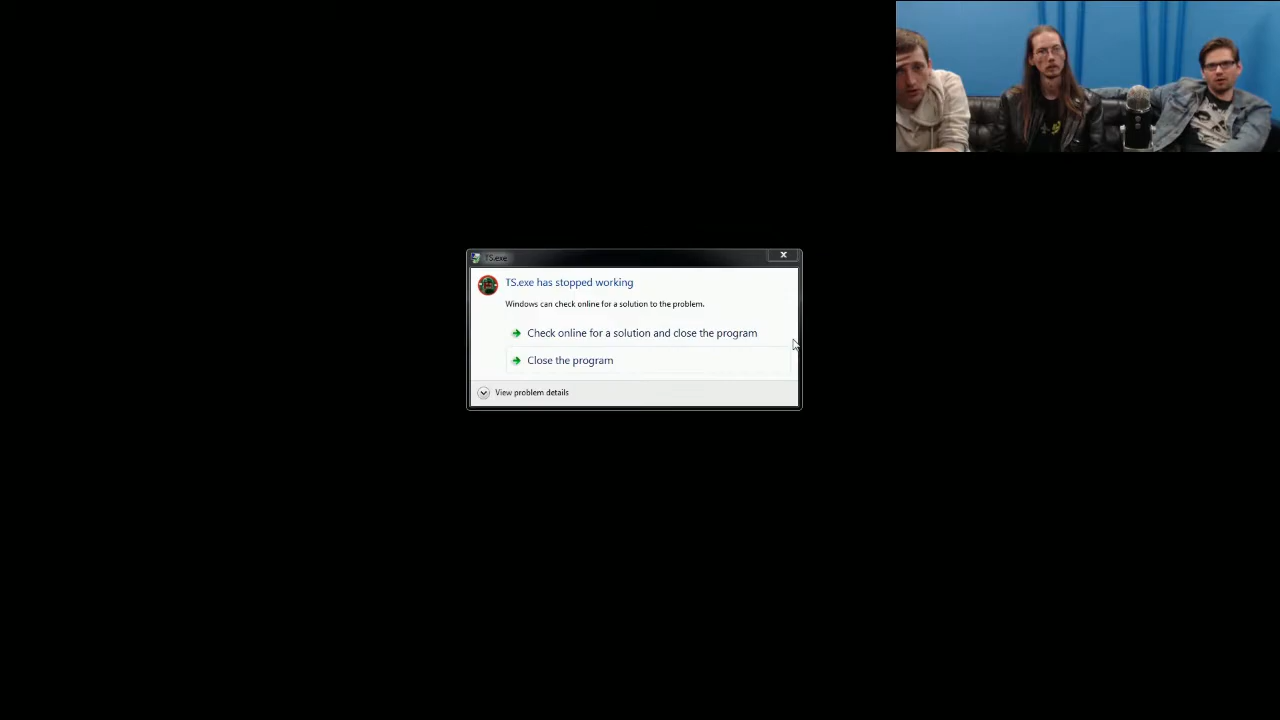 TS.exe
TS.exe has stopped working
Windows can check online for a solution to the problem.
Check online for a solution and close the program
Close the program
View problem details